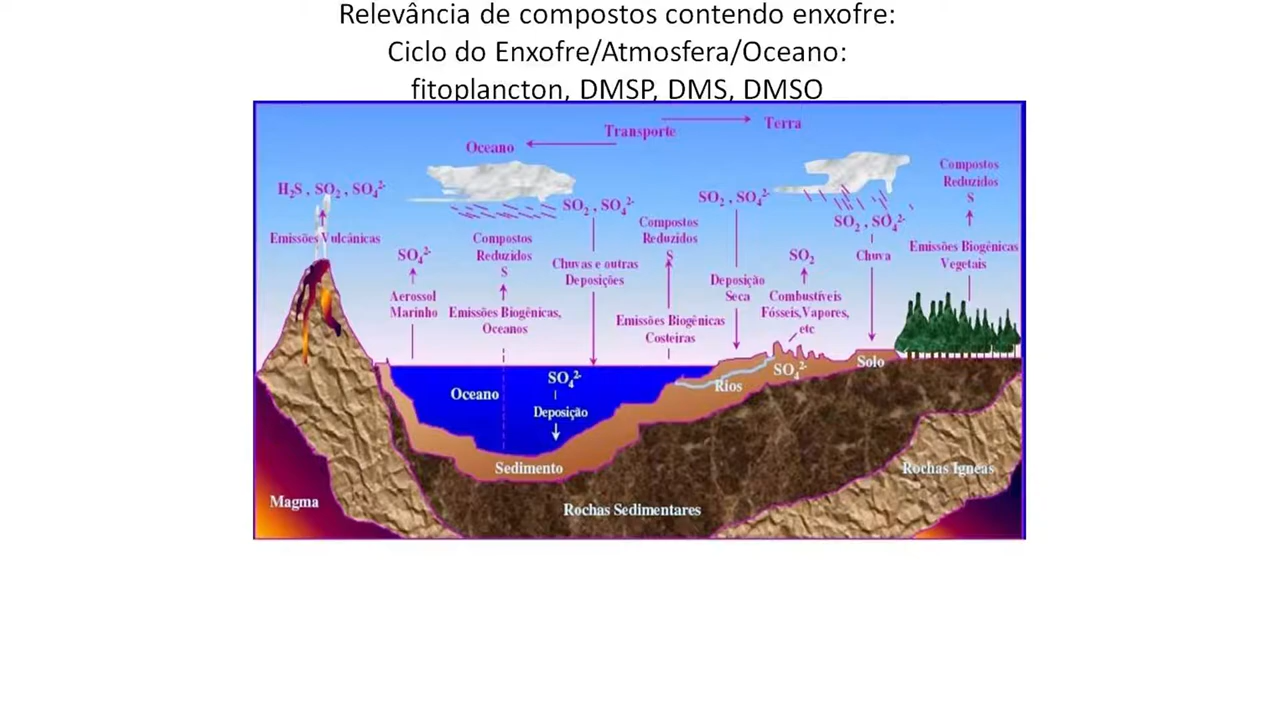 Relevância de compostos contendo enxofre:
Ciclo do Enxofre/Atmosfera/Oceano:
fitoplancton, DMSP, DMS, DMSO
Transporte
Terra
Oceano
H₂S , SO₂ , SO₄²⁻
Emissões Vulcânicas
SO₄²⁻
Aerossol
Marinho
Compostos
Reduzidos
S
Emissões Biogênicas,
Oceanos
SO₂ , SO₄²⁻
Chuvas e outras
Deposições
Compostos
Reduzidos
S
Emissões Biogênicas
Costeiras
SO₂ , SO₄²⁻
Deposição
Seca
SO₂
Combustíveis
Fósseis, Vapores,
etc
SO₂ , SO₄²⁻
Chuva
Compostos
Reduzidos
S
Emissões Biogênicas
Vegetais
Oceano
SO₄²⁻
Deposição
Sedimento
Rios
SO₄²⁻
Solo
Magma
Rochas Sedimentares
Rochas Igneas